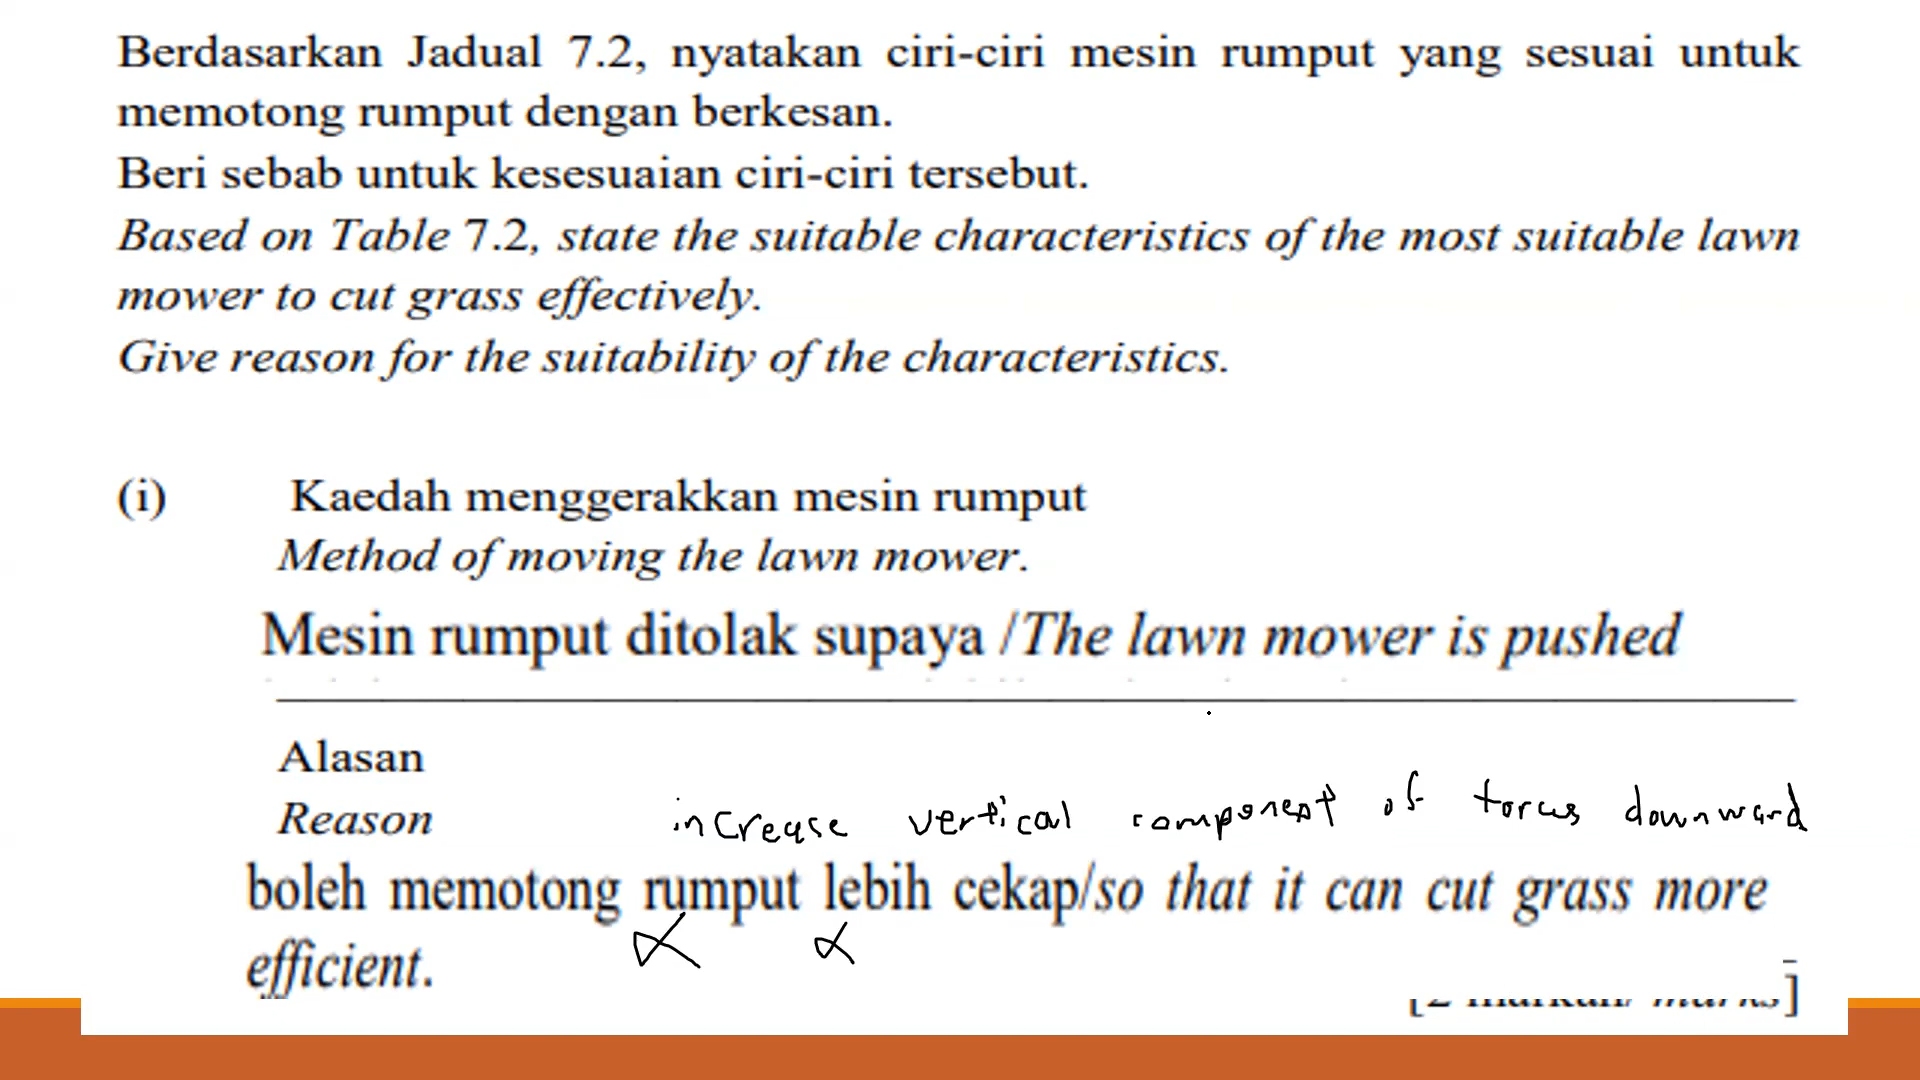 Berdasarkan Jadual 7.2, nyatakan ciri-ciri mesin rumput yang sesuai untuk
memotong rumput dengan berkesan.
Beri sebab untuk kesesuaian ciri-ciri tersebut.
Based on Table 7.2, state the suitable characteristics of the most suitable lawn
mower to cut grass effectively.
Give reason for the suitability of the characteristics.
(i) Kaedah menggerakkan mesin rumput
Method of moving the lawn mower.
Mesin rumput ditolak supaya /The lawn mower is pushed
Alasan
Reason
increase vertical component of downward
boleh memotong rumput lebih cekap/so that it can cut grass more
∝ ∝
efficient.
[2 markah/ marks]